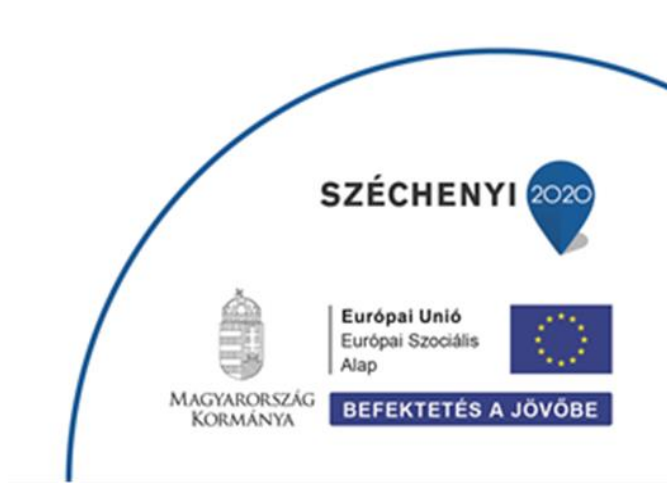 SZÉCHENYI 2020
Európai Unió
Európai Szociális
Alap
MAGYARORSZÁG
KORMÁNYA
BEFEKTETÉS A JÖVŐBE